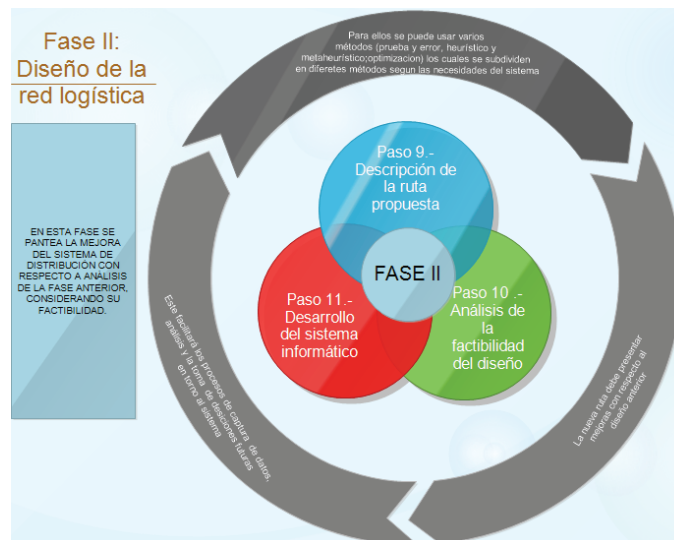 Fase II:
Diseño de la
red logística
EN ESTA FASE SE
PANTEA LA MEJORA
DEL SISTEMA DE
DISTRIBUCIÓN CON
RESPECTO A ANÁLISIS
DE LA FASE ANTERIOR,
CONSIDERANDO SU
FACTIBILIDAD.
Para ellos se puede usar varios
métodos (prueba y error, heurístico y
metaheurístico;optimizacion) los cuales se subdividen
en diferetes métodos segun las necesidades del sistema
Paso 9.-
Descripción de
la ruta
propuesta
FASE II
Paso 10 .-
Análisis de
la
factibilidad
del diseño
Paso 11.-
Desarrollo
del sistema
informático
La nueva ruta debe presentar
mejoras con respecto al
diseño anterior
Este facilitará los procesos de captura de datos,
análisis y la toma de desiciones futuras
en torno al sistema